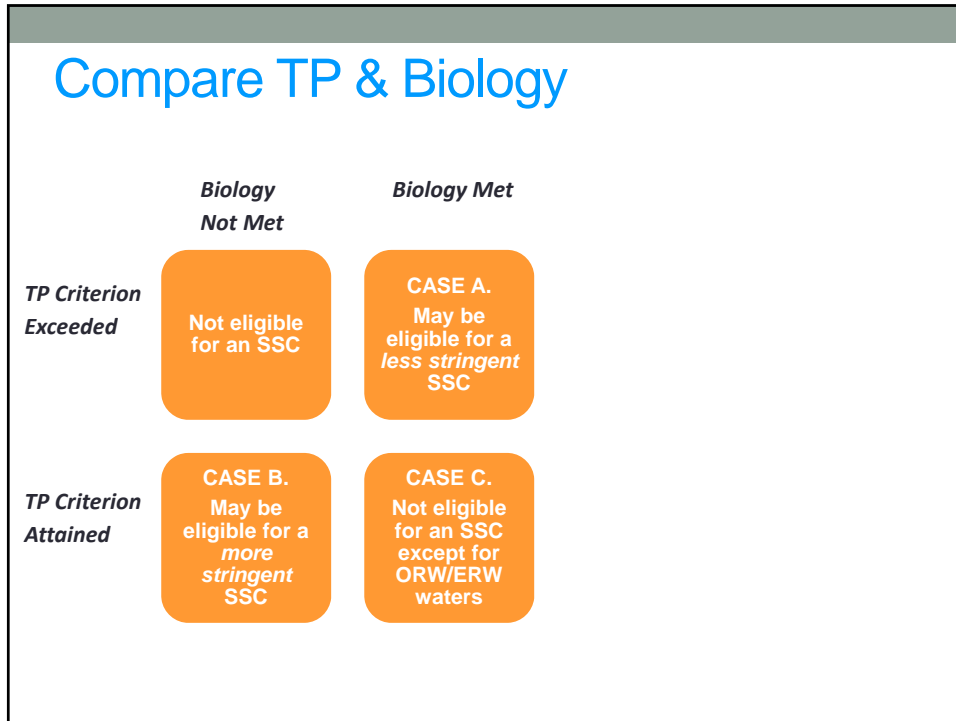 Compare TP & Biology
Biology
Not Met
Biology Met
TP Criterion
Exceeded
Not eligible
for an SSC
CASE A.
May be
eligible for a
less stringent
SSC
TP Criterion
Attained
CASE B.
May be
eligible for a
more
stringent
SSC
CASE C.
Not eligible
for an SSC
except for
ORW/ERW
waters